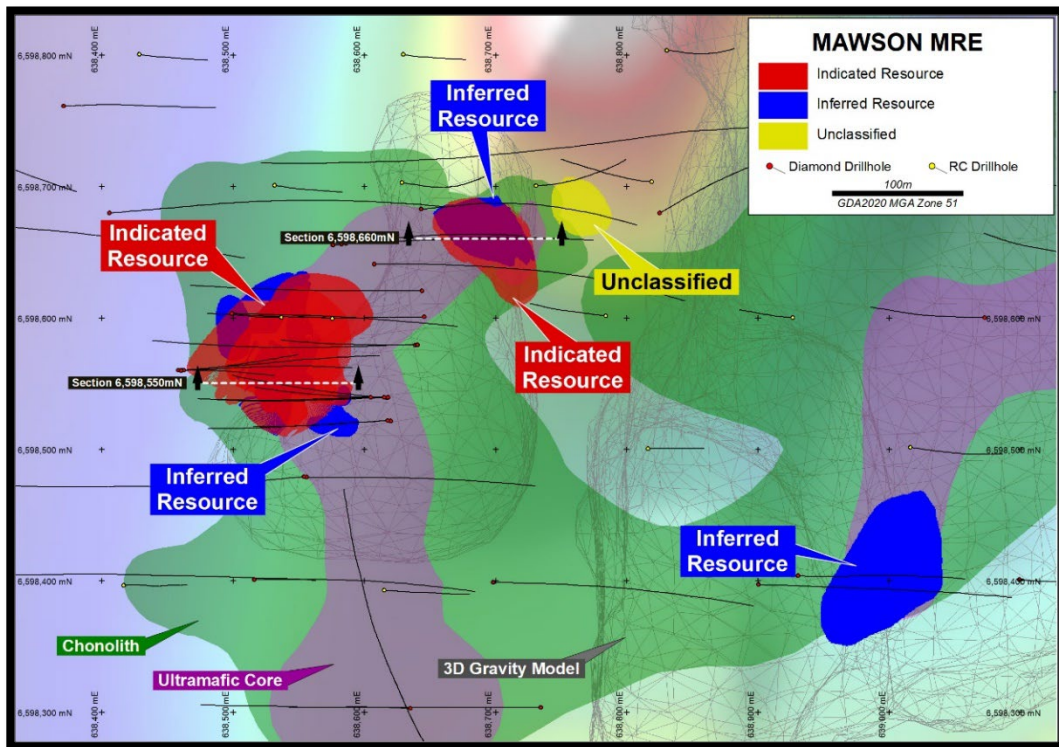 MAWSON MRE
Indicated Resource
Inferred Resource
Unclassified
Diamond Drillhole
RC Drillhole
100m
GDA2020 MGA Zone 51
638,400 mE
638,500 mE
638,600 mE
638,700 mE
638,800 mE
6,598,800 mN
Inferred
Resource
6,598,700 mN
Section 6,598,660mN
Indicated
Resource
Unclassified
6,598,600 mN
6,598,600 mN
Indicated
Resource
Section 6,598,550mN
6,598,500 mN
6,598,500 mN
Inferred
Resource
Inferred
Resource
6,598,400 mN
6,598,400 mN
Chonolith
Ultramafic Core
3D Gravity Model
6,598,300 mN
6,598,300 mN
638,400 mE
638,500 mE
638,600 mE
638,700 mE
638,800 mE
638,900 mE
639,900 mE